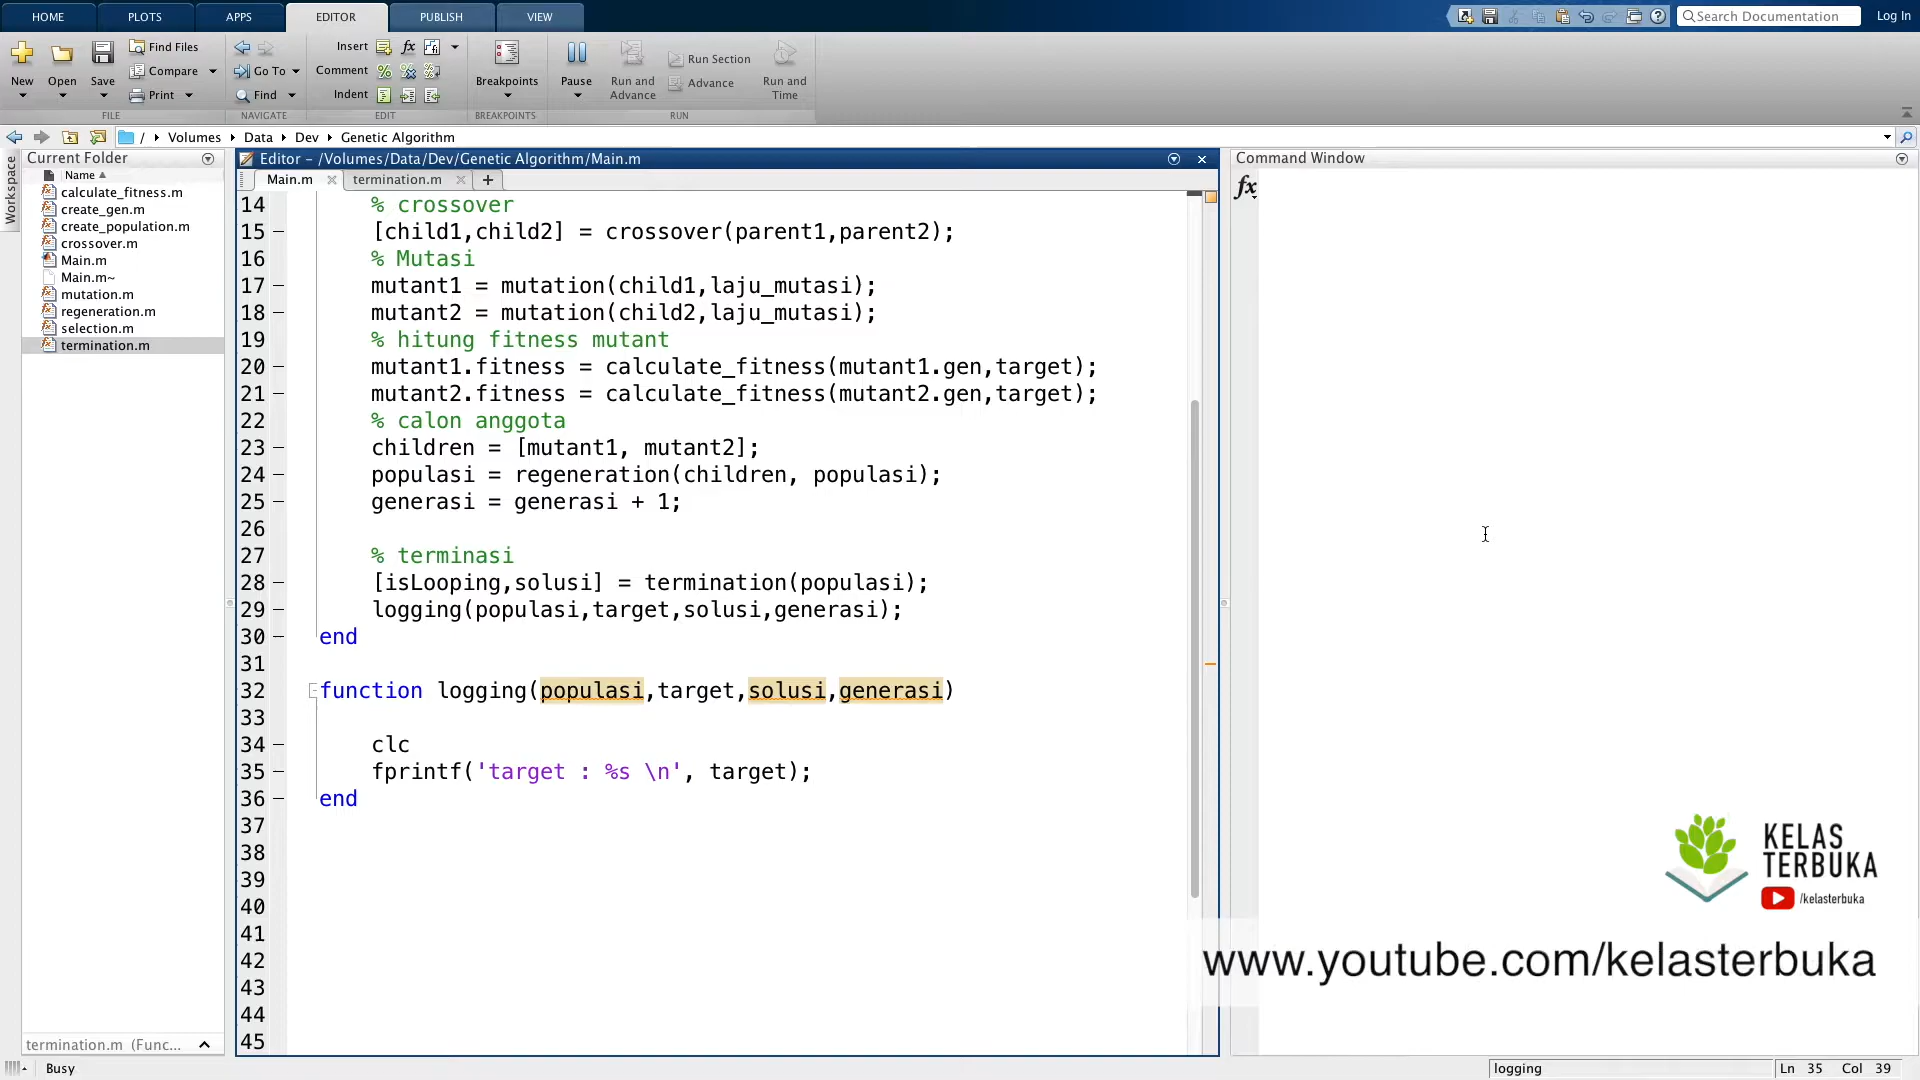 HOME
PLOTS
APPS
EDITOR
PUBLISH
VIEW
Search Documentation
Log In
New
Open
Save
Find Files
Compare
Print
FILE
Go To
Find
NAVIGATE
Insert
Comment
Indent
EDIT
Breakpoints
BREAKPOINTS
Pause
Run and
Advance
Run Section
Advance
Run and
Time
RUN
/ Volumes Data Dev Genetic Algorithm
Workspace
Current Folder
Name
calculate_fitness.m
create_gen.m
create_population.m
crossover.m
Main.m
Main.m~
mutation.m
regeneration.m
selection.m
termination.m
termination.m (Func...
Editor – /Volumes/Data/Dev/Genetic Algorithm/Main.m
Main.m
termination.m
14 % crossover
15 – [child1,child2] = crossover(parent1,parent2);
16 % Mutasi
17 – mutant1 = mutation(child1,laju_mutasi);
18 – mutant2 = mutation(child2,laju_mutasi);
19 % hitung fitness mutant
20 – mutant1.fitness = calculate_fitness(mutant1.gen,target);
21 – mutant2.fitness = calculate_fitness(mutant2.gen,target);
22 % calon anggota
23 – children = [mutant1, mutant2];
24 – populasi = regeneration(children, populasi);
25 – generasi = generasi + 1;
26
27 % terminasi
28 – [isLooping,solusi] = termination(populasi);
29 – logging(populasi,target,solusi,generasi);
30 – end
31
32 function logging(populasi,target,solusi,generasi)
33
34 – clc
35 – fprintf('target : %s \n', target);
36 – end
37
38
39
40
41
42
43
44
45
Command Window
fx
KELAS
TERBUKA
/kelasterbuka
www.youtube.com/kelasterbuka
Busy
logging
Ln 35 Col 39